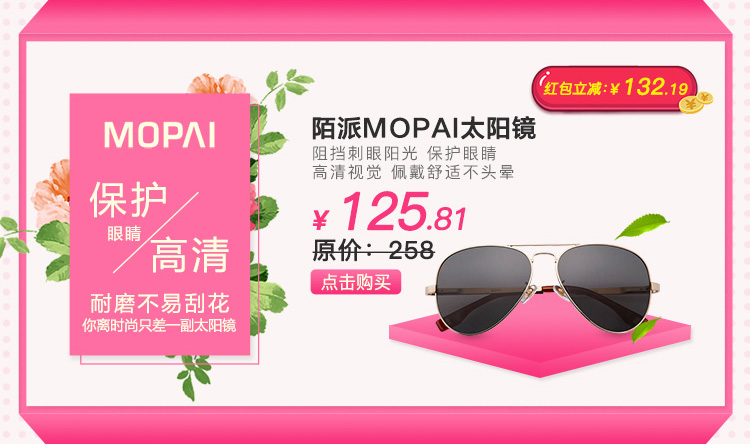 MOPAI
保护
眼睛
高清
耐磨不易刮花
你离时尚只差一副太阳镜
红包立减:¥132.19
陌派MOPAI太阳镜
阻挡刺眼阳光 保护眼睛
高清视觉 佩戴舒适不头晕
¥125.81
原价：258
点击购买